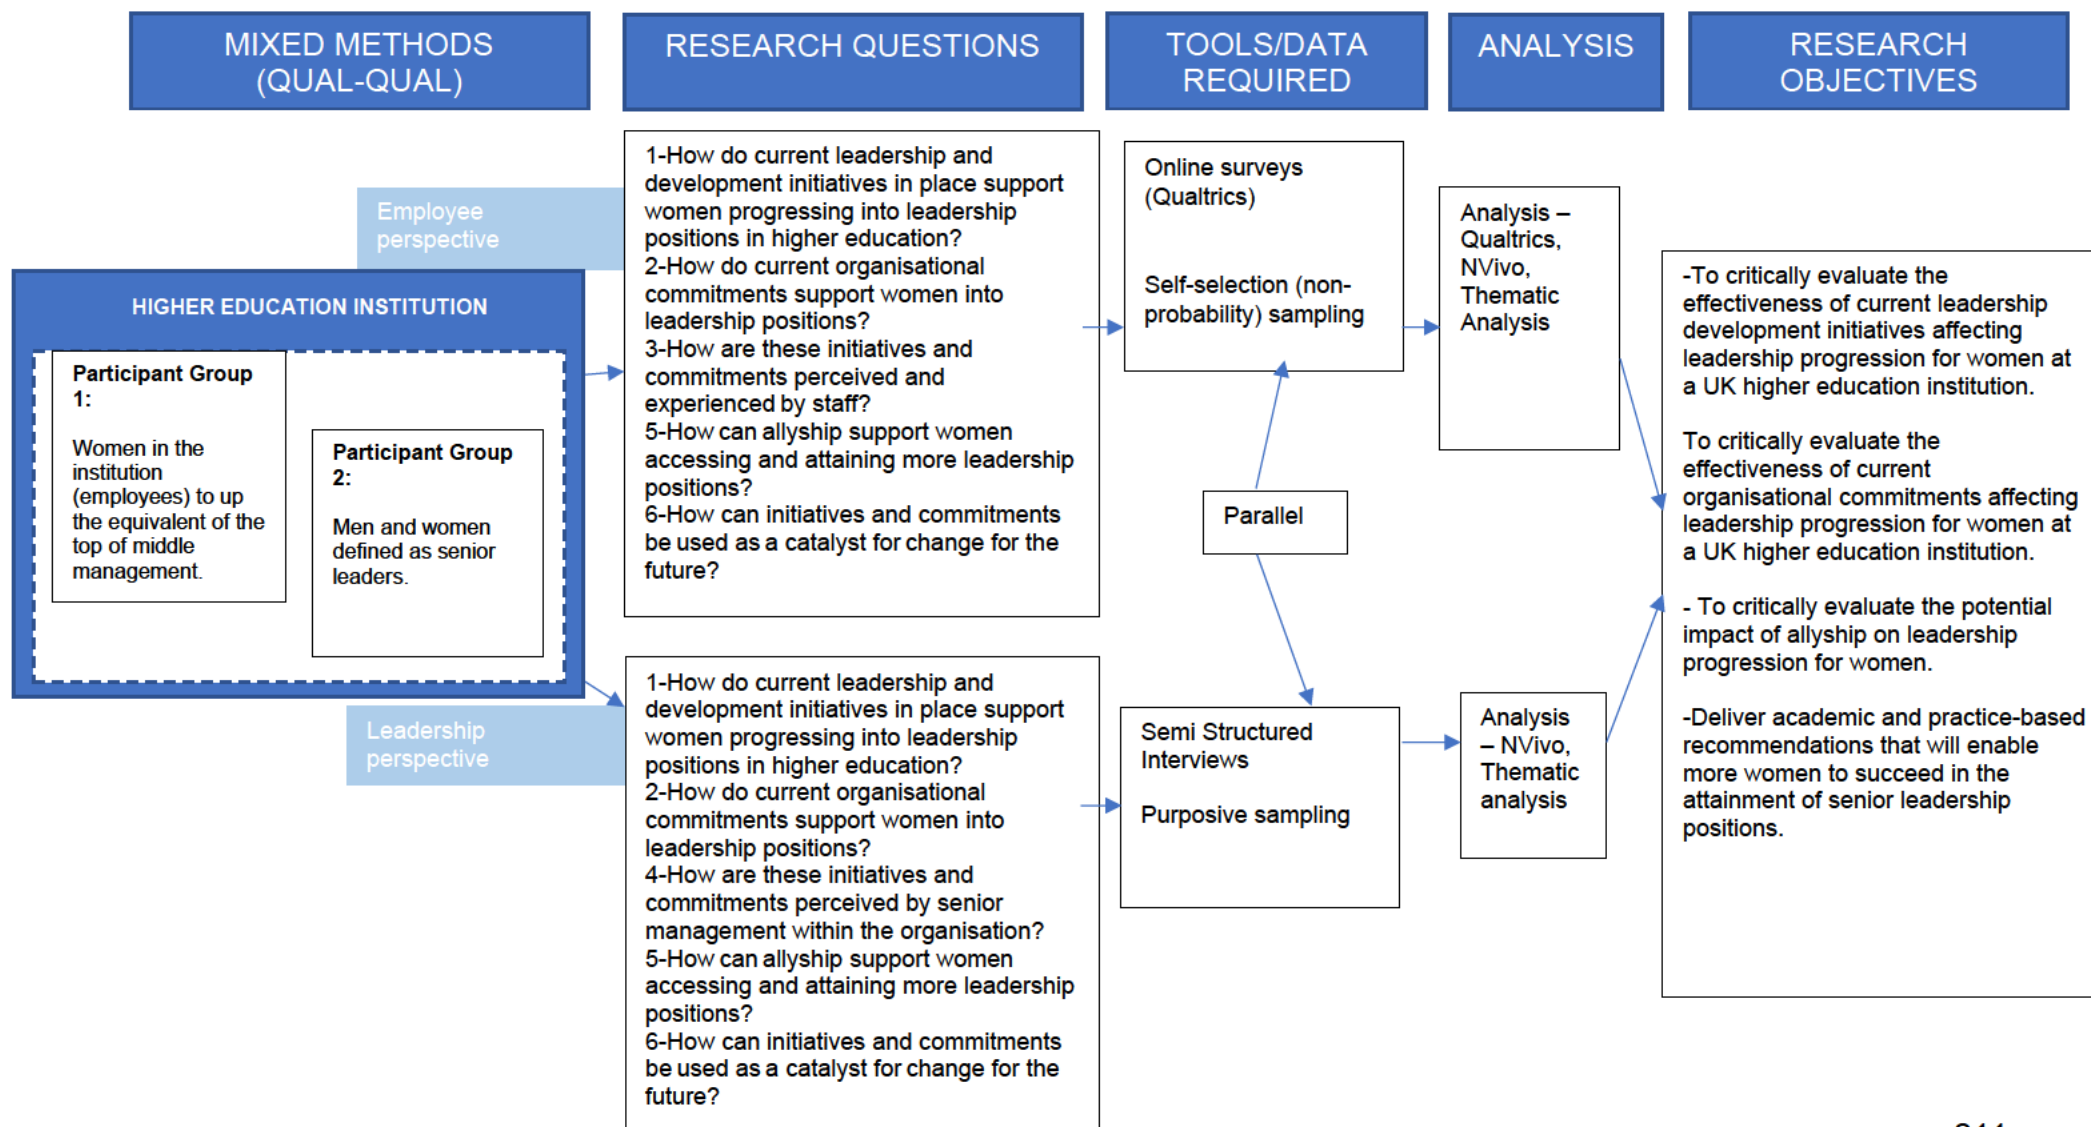 MIXED METHODS
(QUAL-QUAL)
RESEARCH QUESTIONS
TOOLS/DATA
REQUIRED
ANALYSIS
RESEARCH
OBJECTIVES
Employee
perspective
HIGHER EDUCATION INSTITUTION
Participant Group
1:
Women in the
institution
(employees) to up
the equivalent of the
top of middle
management.
Participant Group
2:
Men and women
defined as senior
leaders.
Leadership
perspective
1-How do current leadership and
development initiatives in place support
women progressing into leadership
positions in higher education?
2-How do current organisational
commitments support women into
leadership positions?
3-How are these initiatives and
commitments perceived and
experienced by staff?
5-How can allyship support women
accessing and attaining more leadership
positions?
6-How can initiatives and commitments
be used as a catalyst for change for the
future?
1-How do current leadership and
development initiatives in place support
women progressing into leadership
positions in higher education?
2-How do current organisational
commitments support women into
leadership positions?
4-How are these initiatives and
commitments perceived by senior
management within the organisation?
5-How can allyship support women
accessing and attaining more leadership
positions?
6-How can initiatives and commitments
be used as a catalyst for change for the
future?
Online surveys
(Qualtrics)
Self-selection (non-
probability) sampling
Parallel
Semi Structured
Interviews
Purposive sampling
Analysis –
Qualtrics,
NVivo,
Thematic
Analysis
Analysis
– NVivo,
Thematic
analysis
-To critically evaluate the
effectiveness of current leadership
development initiatives affecting
leadership progression for women at
a UK higher education institution.
To critically evaluate the
effectiveness of current
organisational commitments affecting
leadership progression for women at
a UK higher education institution.
- To critically evaluate the potential
impact of allyship on leadership
progression for women.
-Deliver academic and practice-based
recommendations that will enable
more women to succeed in the
attainment of senior leadership
positions.